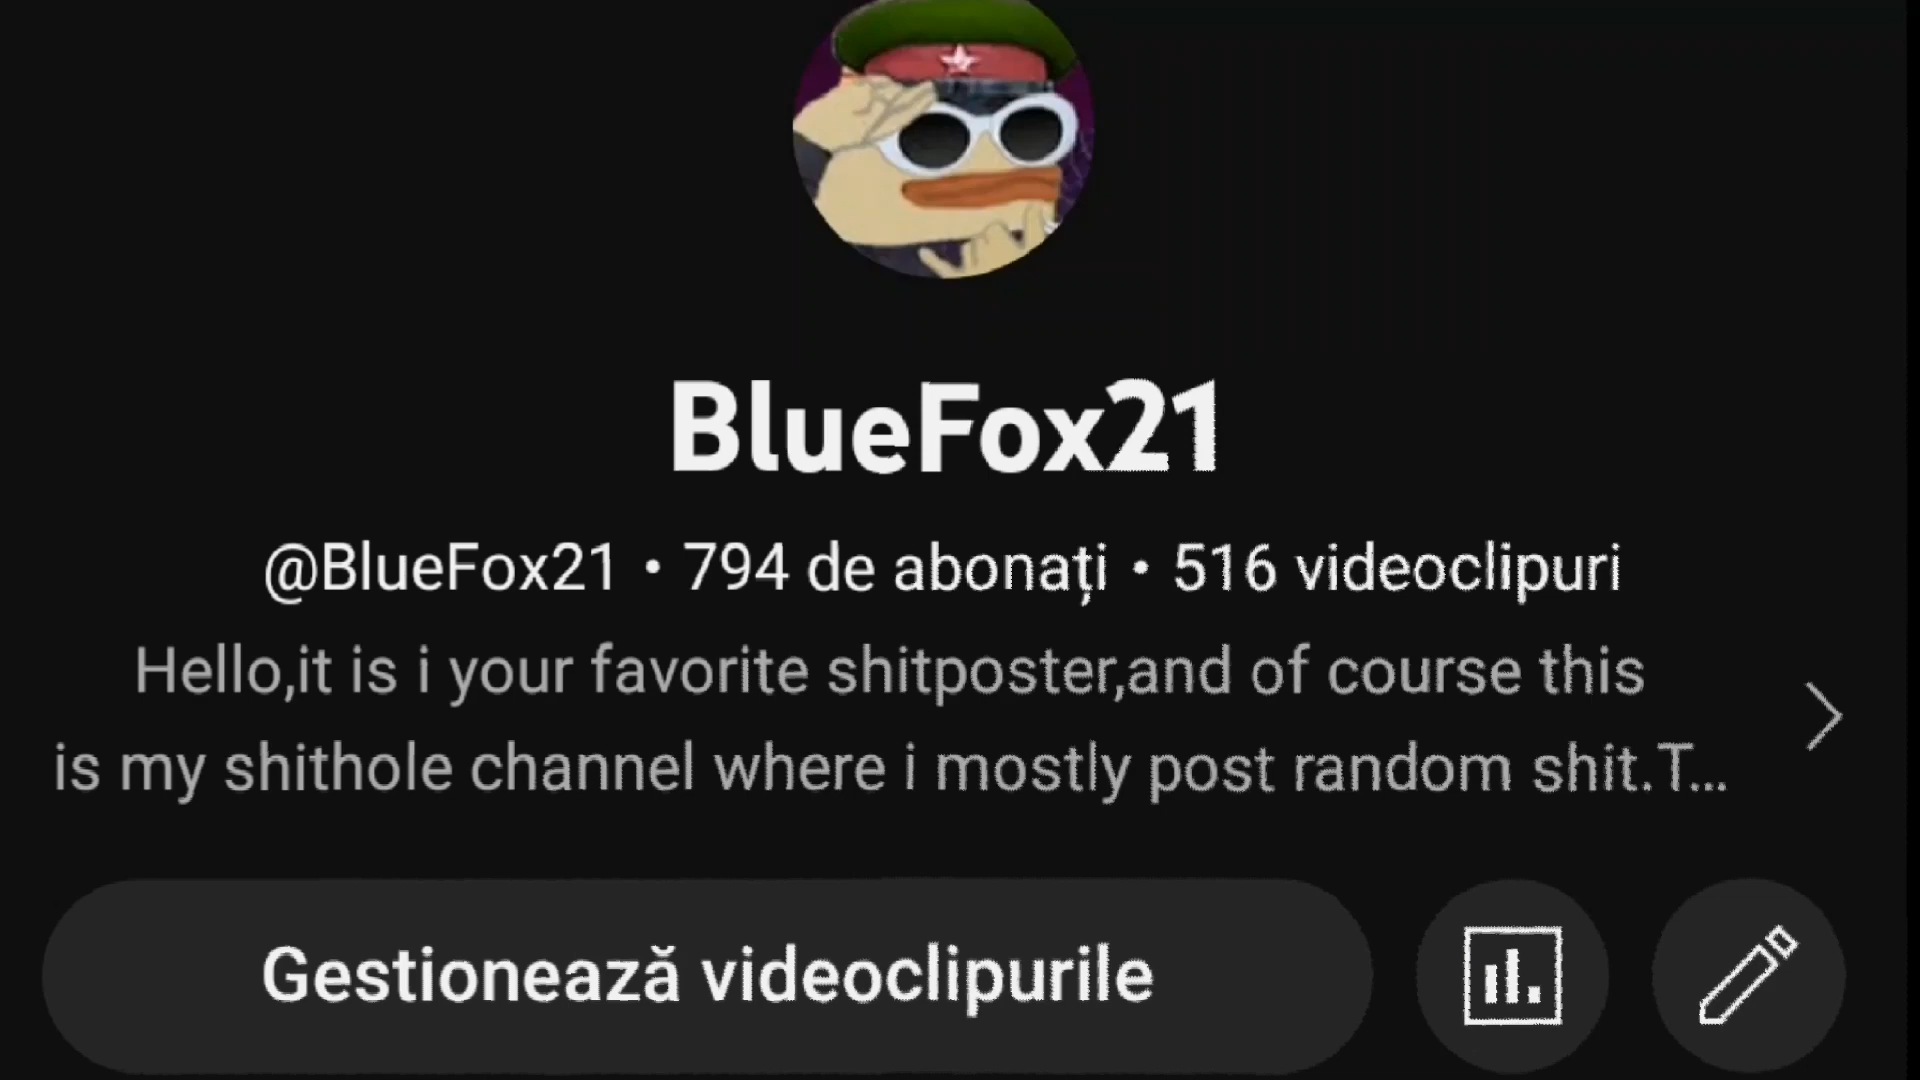 BlueFox21
@BlueFox21 • 794 de abonați • 516 videoclipuri
Hello,it is i your favorite shitposter,and of course this
is my shithole channel where i mostly post random shit.T...
Gestionează videoclipurile